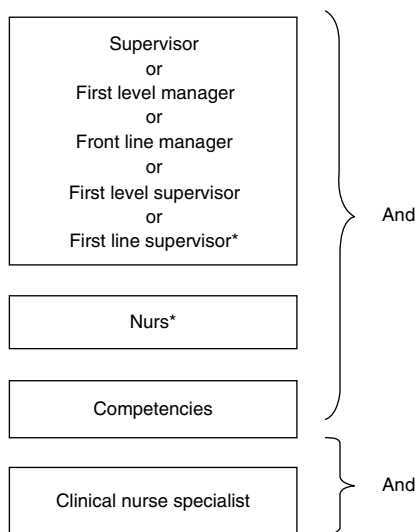 Supervisor
or
First level manager
or
Front line manager
or
First level supervisor
or
First line supervisor*
And
Nurs*
Competencies
And
Clinical nurse specialist